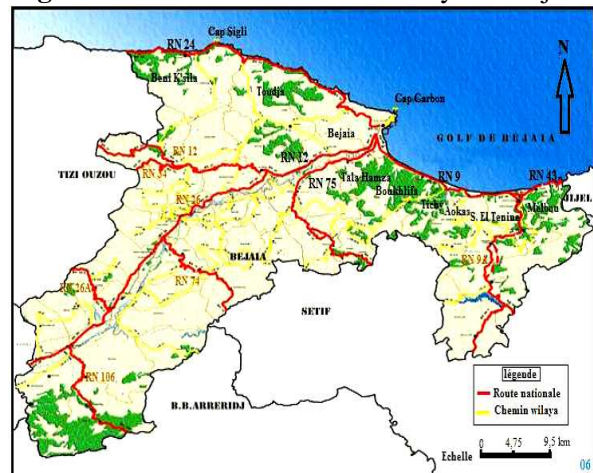 Cap Sigli
RN 24
Beni K'sila
Toudja
Cap Carbon
N
Bejaia
GOLF DE BEJAIA
RN 12
RN 12
TIZI OUZOU
RN 26
RN 75
Tala Hamza
Boukhlifa
RN 9
RN 43
Tichy
Aokas
S. El Tenine
Melbou
JIJEL
BEJAIA
RN 9A
RN 26A
RN 74
SETIF
RN 106
B.B.ARRERIDJ
légende
Route nationale
Chemin wilaya
Echelle
0 4,75 9,5 km
06